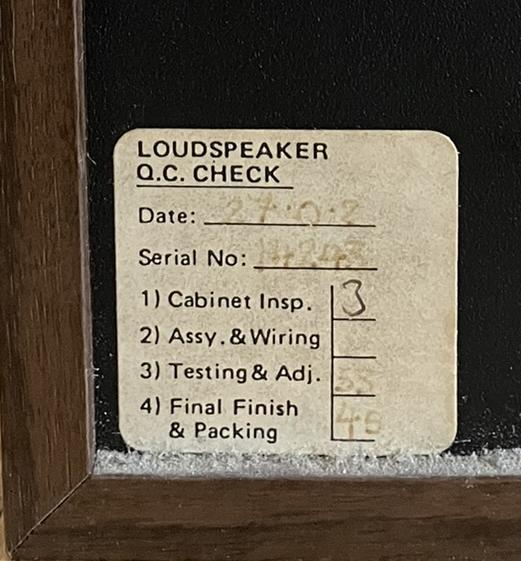 LOUDSPEAKER
Q.C. CHECK
Date:
Serial No:
1) Cabinet Insp. 3
2) Assy. & Wiring
3) Testing & Adj.
4) Final Finish
& Packing